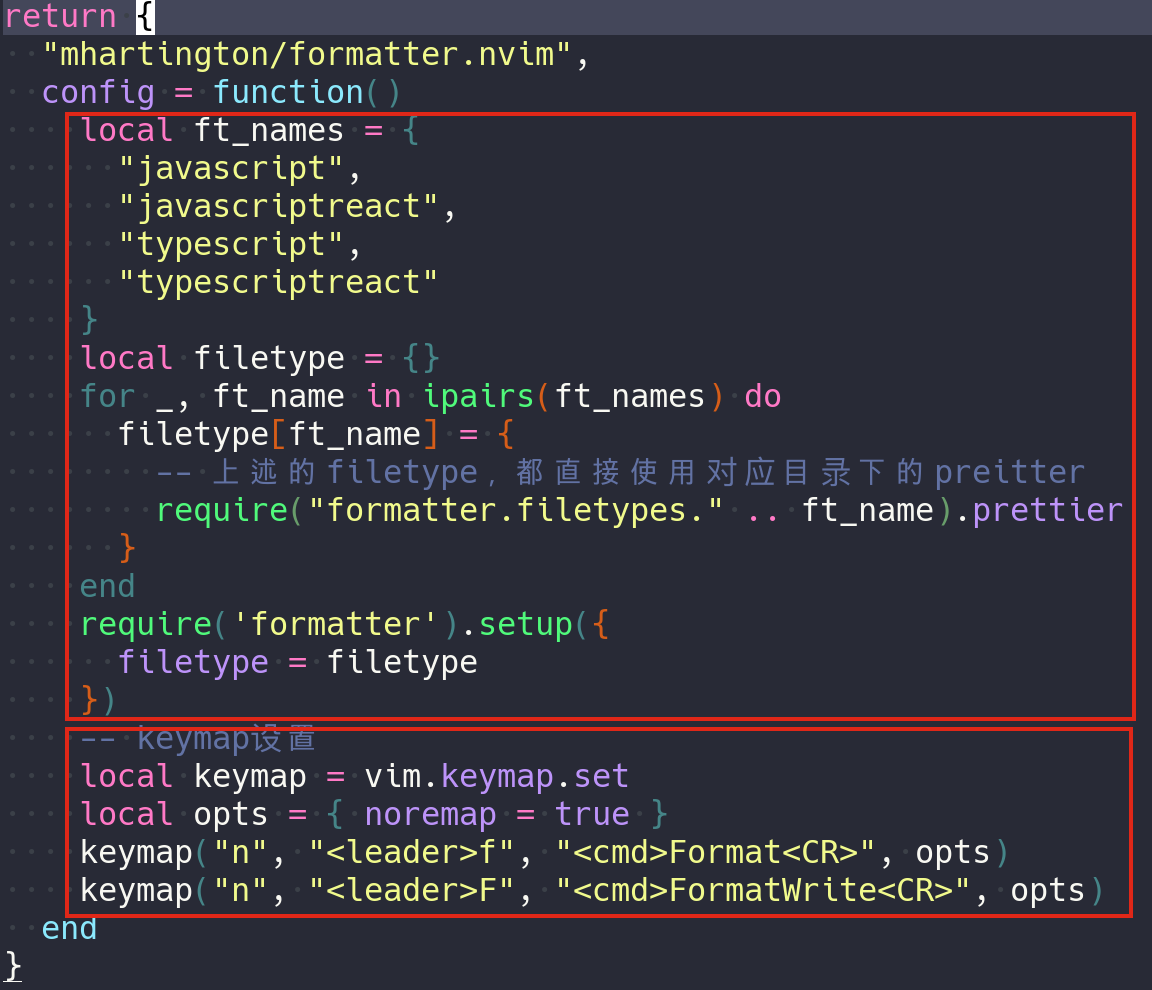 return {
  "mhartington/formatter.nvim",
  config = function()
    local ft_names = {
      "javascript",
      "javascriptreact",
      "typescript",
      "typescriptreact"
    }
    local filetype = {}
    for _, ft_name in ipairs(ft_names) do
      filetype[ft_name] = {
        -- 上述的filetype，都直接使用对应目录下的preitter
        require("formatter.filetypes." .. ft_name).prettier
      }
    end
    require('formatter').setup({
      filetype = filetype
    })
    -- keymap设置
    local keymap = vim.keymap.set
    local opts = { noremap = true }
    keymap("n", "<leader>f", "<cmd>Format<CR>", opts)
    keymap("n", "<leader>F", "<cmd>FormatWrite<CR>", opts)
  end
}